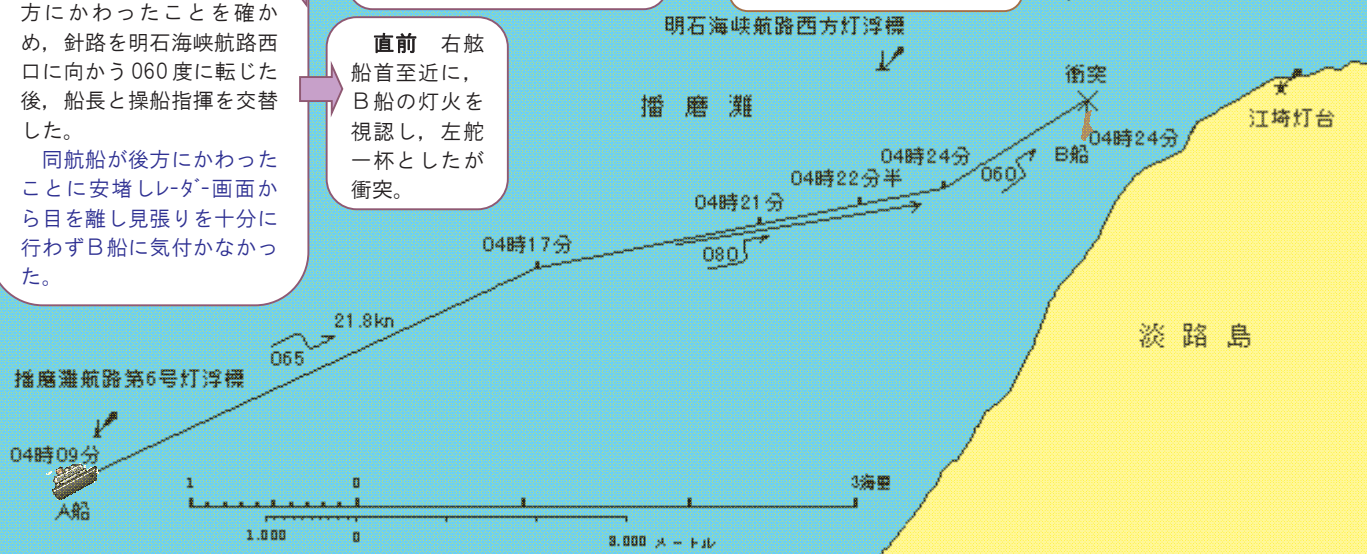 方にかわったことを確か
め，針路を明石海峡航路西
口に向かう060度に転じた
後，船長と操船指揮を交替
した。
同航船が後方にかわった
ことに安堵しﾚｰﾀﾞｰ画面か
ら目を離し見張りを十分に
行わずＢ船に気付かなかっ
た。
直前　右舷
船首至近に，
Ｂ船の灯火を
視認し，左舵
一杯としたが
衝突。
明石海峡航路西方灯浮標
播磨灘
衝突
江埼灯台
04時24分
B船
04時24分
060
04時22分半
04時21分
080
04時17分
21.8kn
065
播磨灘航路第6号灯浮標
04時09分
A船
淡路島
1
0
3海里
1.000
0
3.000 メートル